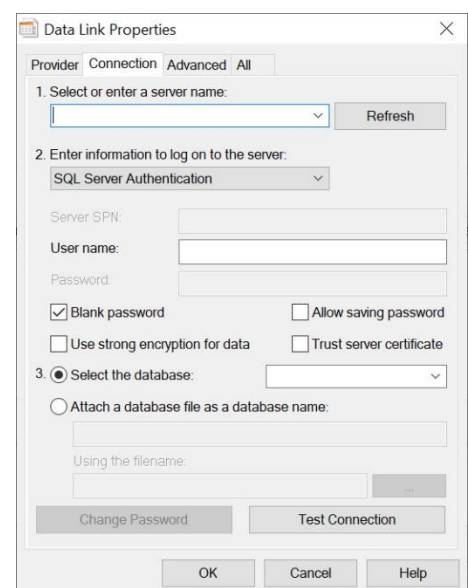 Data Link Properties
Provider Connection Advanced All
1. Select or enter a server name:
Refresh
2. Enter information to log on to the server:
SQL Server Authentication
Server SPN:
User name:
Password:
Blank password Allow saving password
Use strong encryption for data Trust server certificate
3. Select the database:
Attach a database file as a database name:
Using the filename:
...
Change Password Test Connection
OK Cancel Help